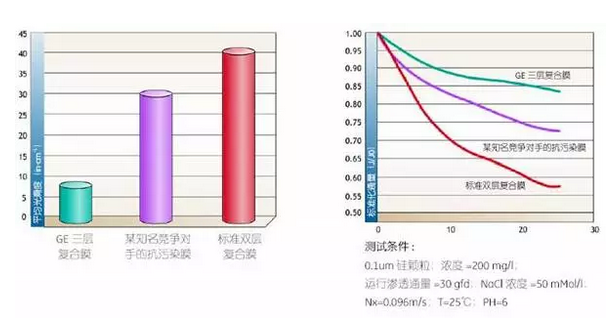 45
40
35
30
25
20
15
10
5
0
GE 三层
复合膜
某知名竞争对
手的抗污染膜
标准双层
复合膜
标准化通量 (J/J0)
1.00
0.95
0.90
0.85
0.80
0.75
0.70
0.65
0.60
0.55
0.50
GE 三层复合膜
某知名竞争对手的抗污染膜
标准双层复合膜
0
10
20
30
测试条件：
0.1um 硅颗粒，浓度 =200 mg/l，
运行渗透通量 =30 gfd，NaCl 浓度 =50 mMol/l，
Nx=0.096m/s，T=25℃，PH=6